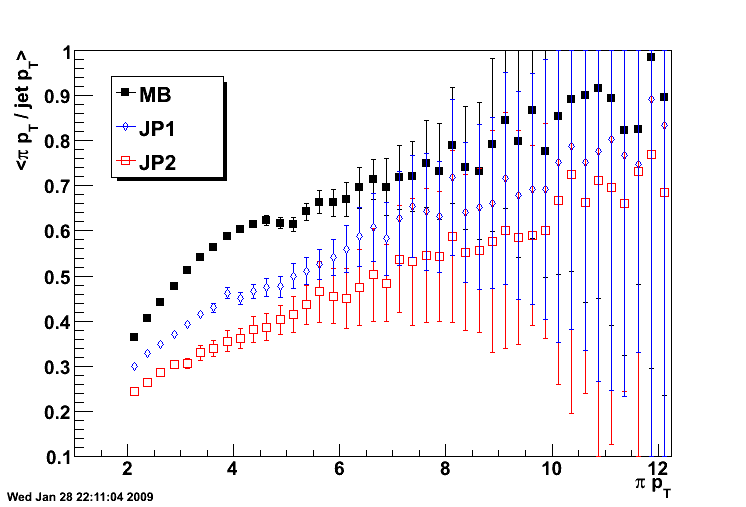 <π p_T / jet p_T>
1
0.9
0.8
0.7
0.6
0.5
0.4
0.3
0.2
0.1
MB
JP1
JP2
2 4 6 8 10 12
π p_T
Wed Jan 28 22:11:04 2009